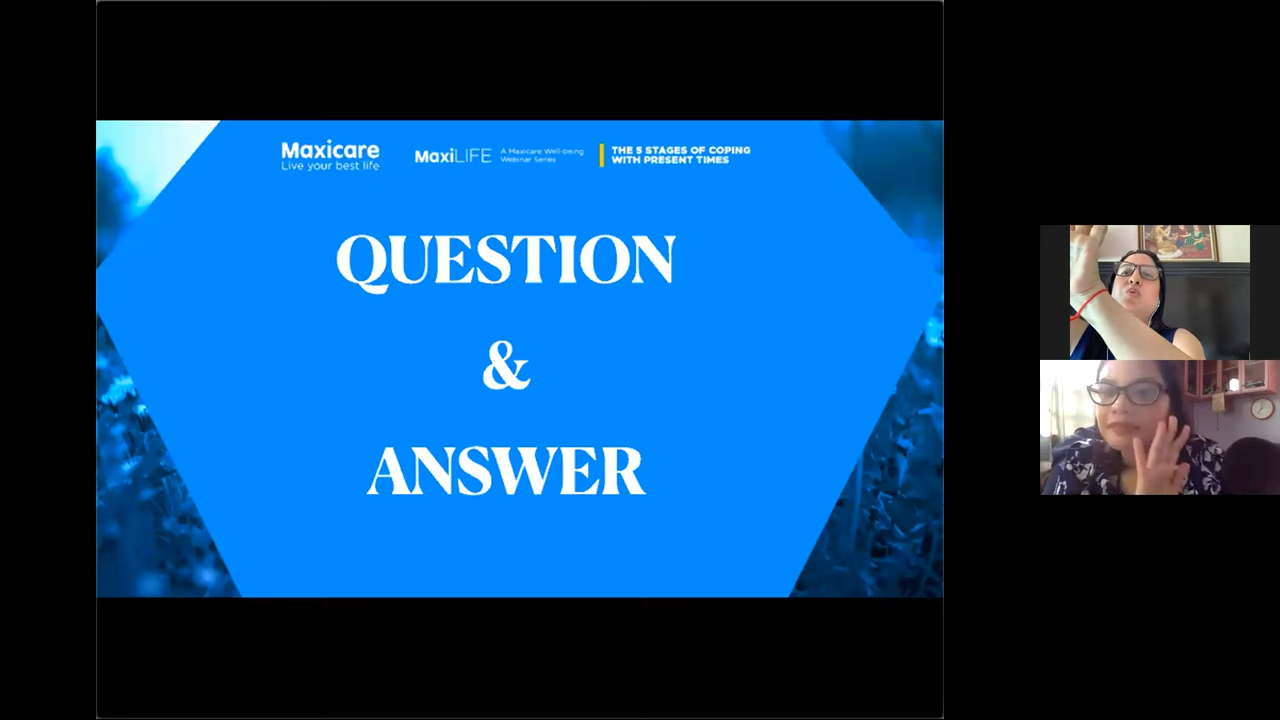 Maxicare
Live your best life
MaxiLIFE
A Maxicare Well-being
Webinar Series
THE 5 STAGES OF COPING
WITH PRESENT TIMES
QUESTION
&
ANSWER